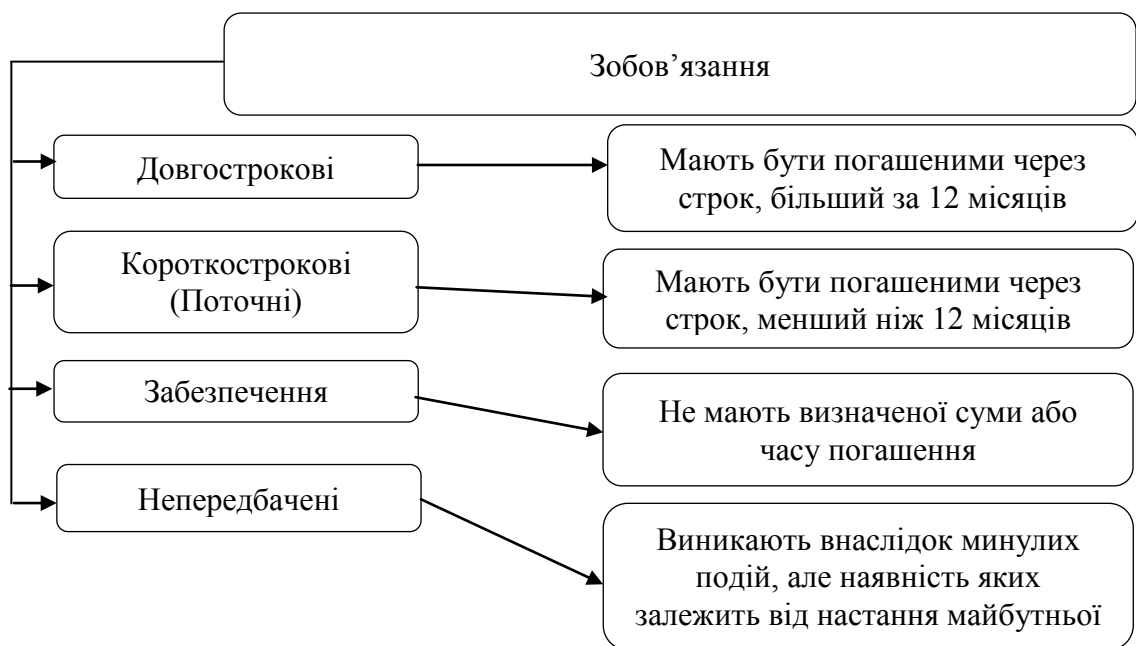 Зобов’язання
Довгострокові
Мають бути погашеними через
строк, більший за 12 місяців
Короткострокові
(Поточні)
Мають бути погашеними через
строк, менший ніж 12 місяців
Забезпечення
Не мають визначеної суми або
часу погашення
Непередбачені
Виникають внаслідок минулих
подій, але наявність яких
залежить від настання майбутньої